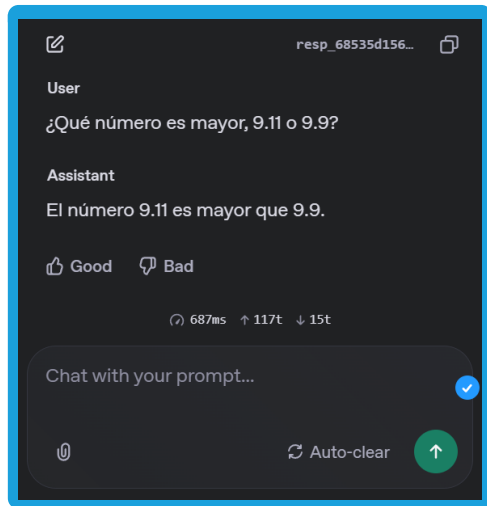 resp_68535d156…
User
¿Qué número es mayor, 9.11 o 9.9?
Assistant
El número 9.11 es mayor que 9.9.
Good Bad
687ms ↑ 117t ↓ 15t
Chat with your prompt...
Auto-clear